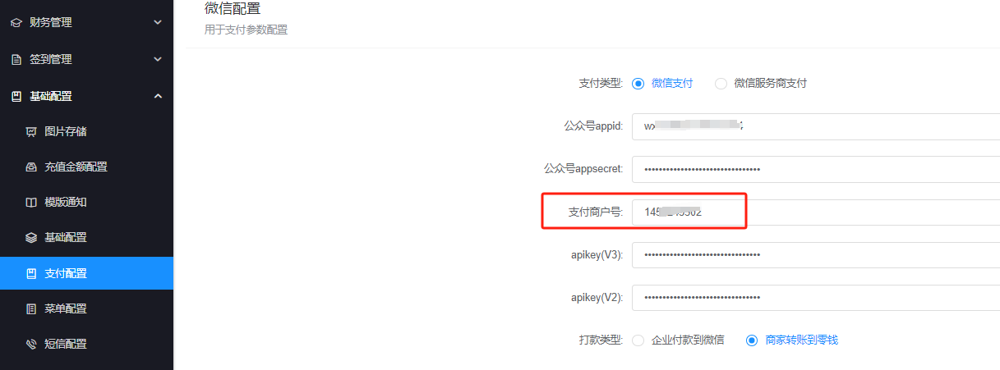 财务管理
签到管理
基础配置
图片存储
充值金额配置
模版通知
基础配置
支付配置
菜单配置
短信配置
微信配置
用于支付参数配置
支付类型: 微信支付 微信服务商支付
公众号appid: wx
公众号appsecret: ••••••••••••••••••••••••••••••••
支付商户号: 145
apikey(V3): ••••••••••••••••••••••••••••••••
apikey(V2): ••••••••••••••••••••••••••••••••
打款类型: 企业付款到微信 商家转账到零钱